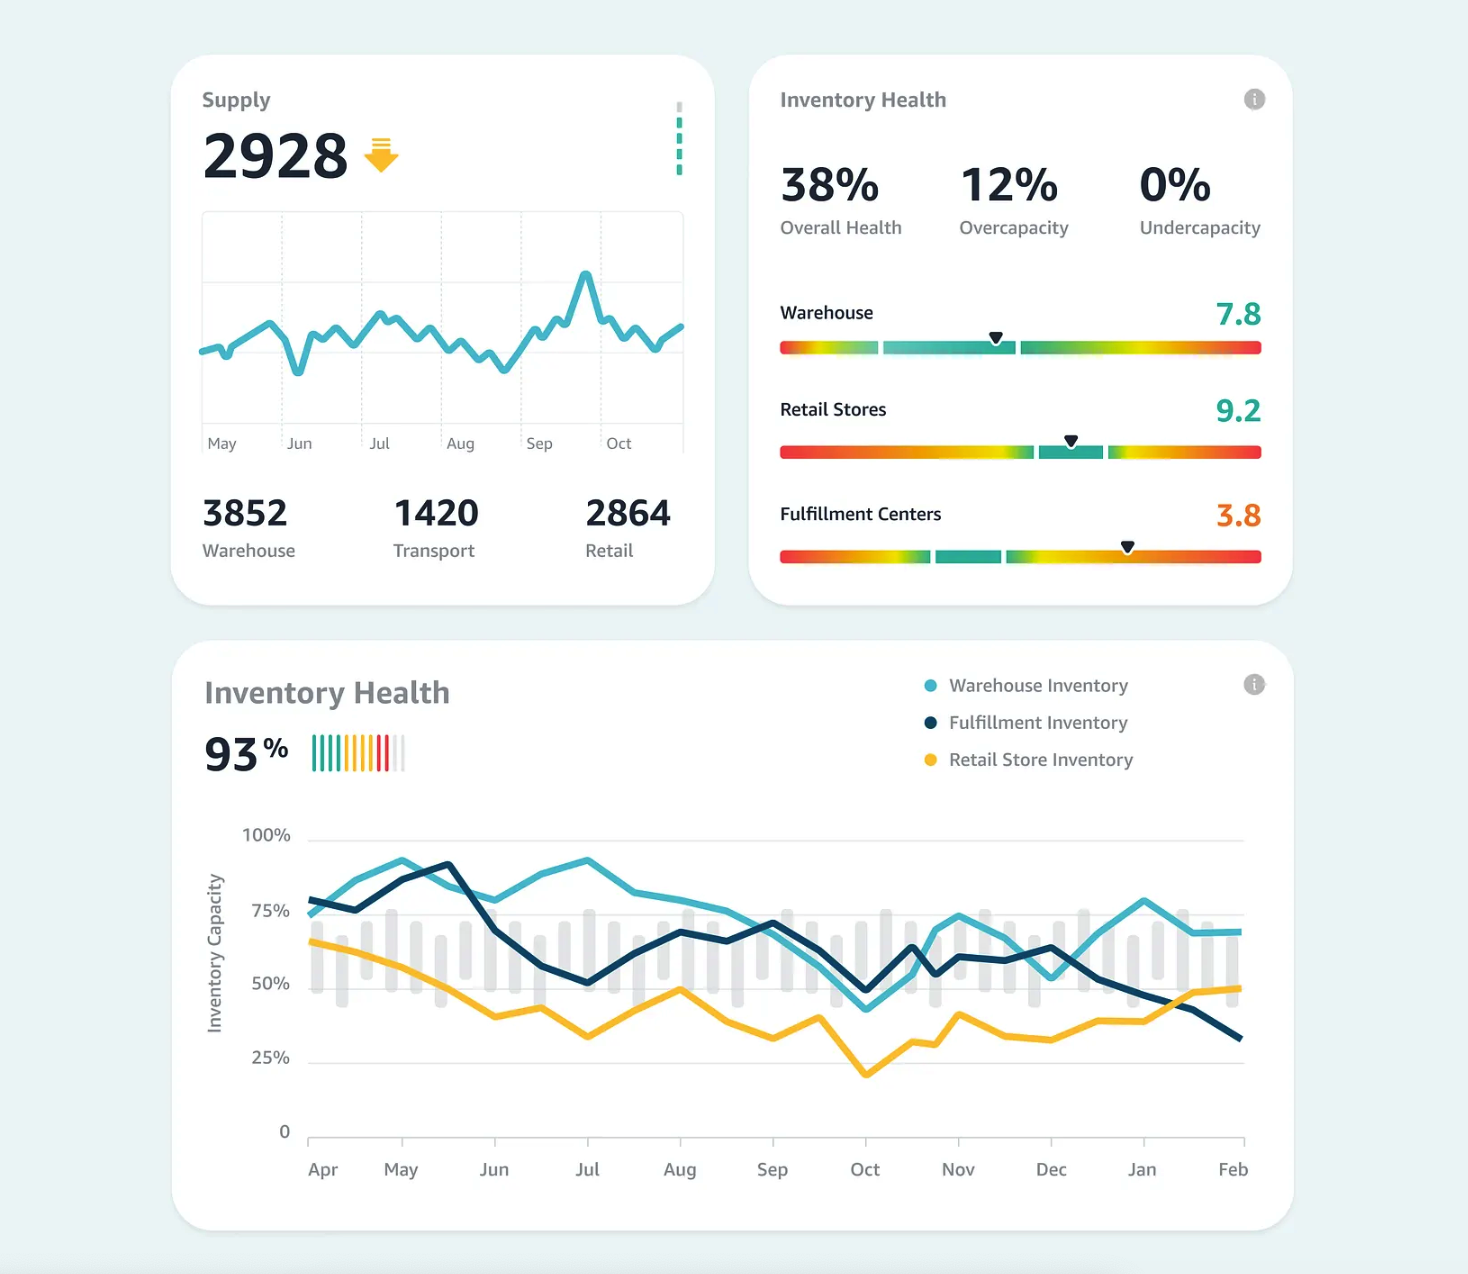 Supply
2928
May Jun Jul Aug Sep Oct
3852 1420 2864
Warehouse Transport Retail
Inventory Health
i
38% 12% 0%
Overall Health Overcapacity Undercapacity
Warehouse 7.8
Retail Stores 9.2
Fulfillment Centers 3.8
Inventory Health
93%
Warehouse Inventory
Fulfillment Inventory
Retail Store Inventory
i
Inventory Capacity
100%
75%
50%
25%
0
Apr May Jun Jul Aug Sep Oct Nov Dec Jan Feb